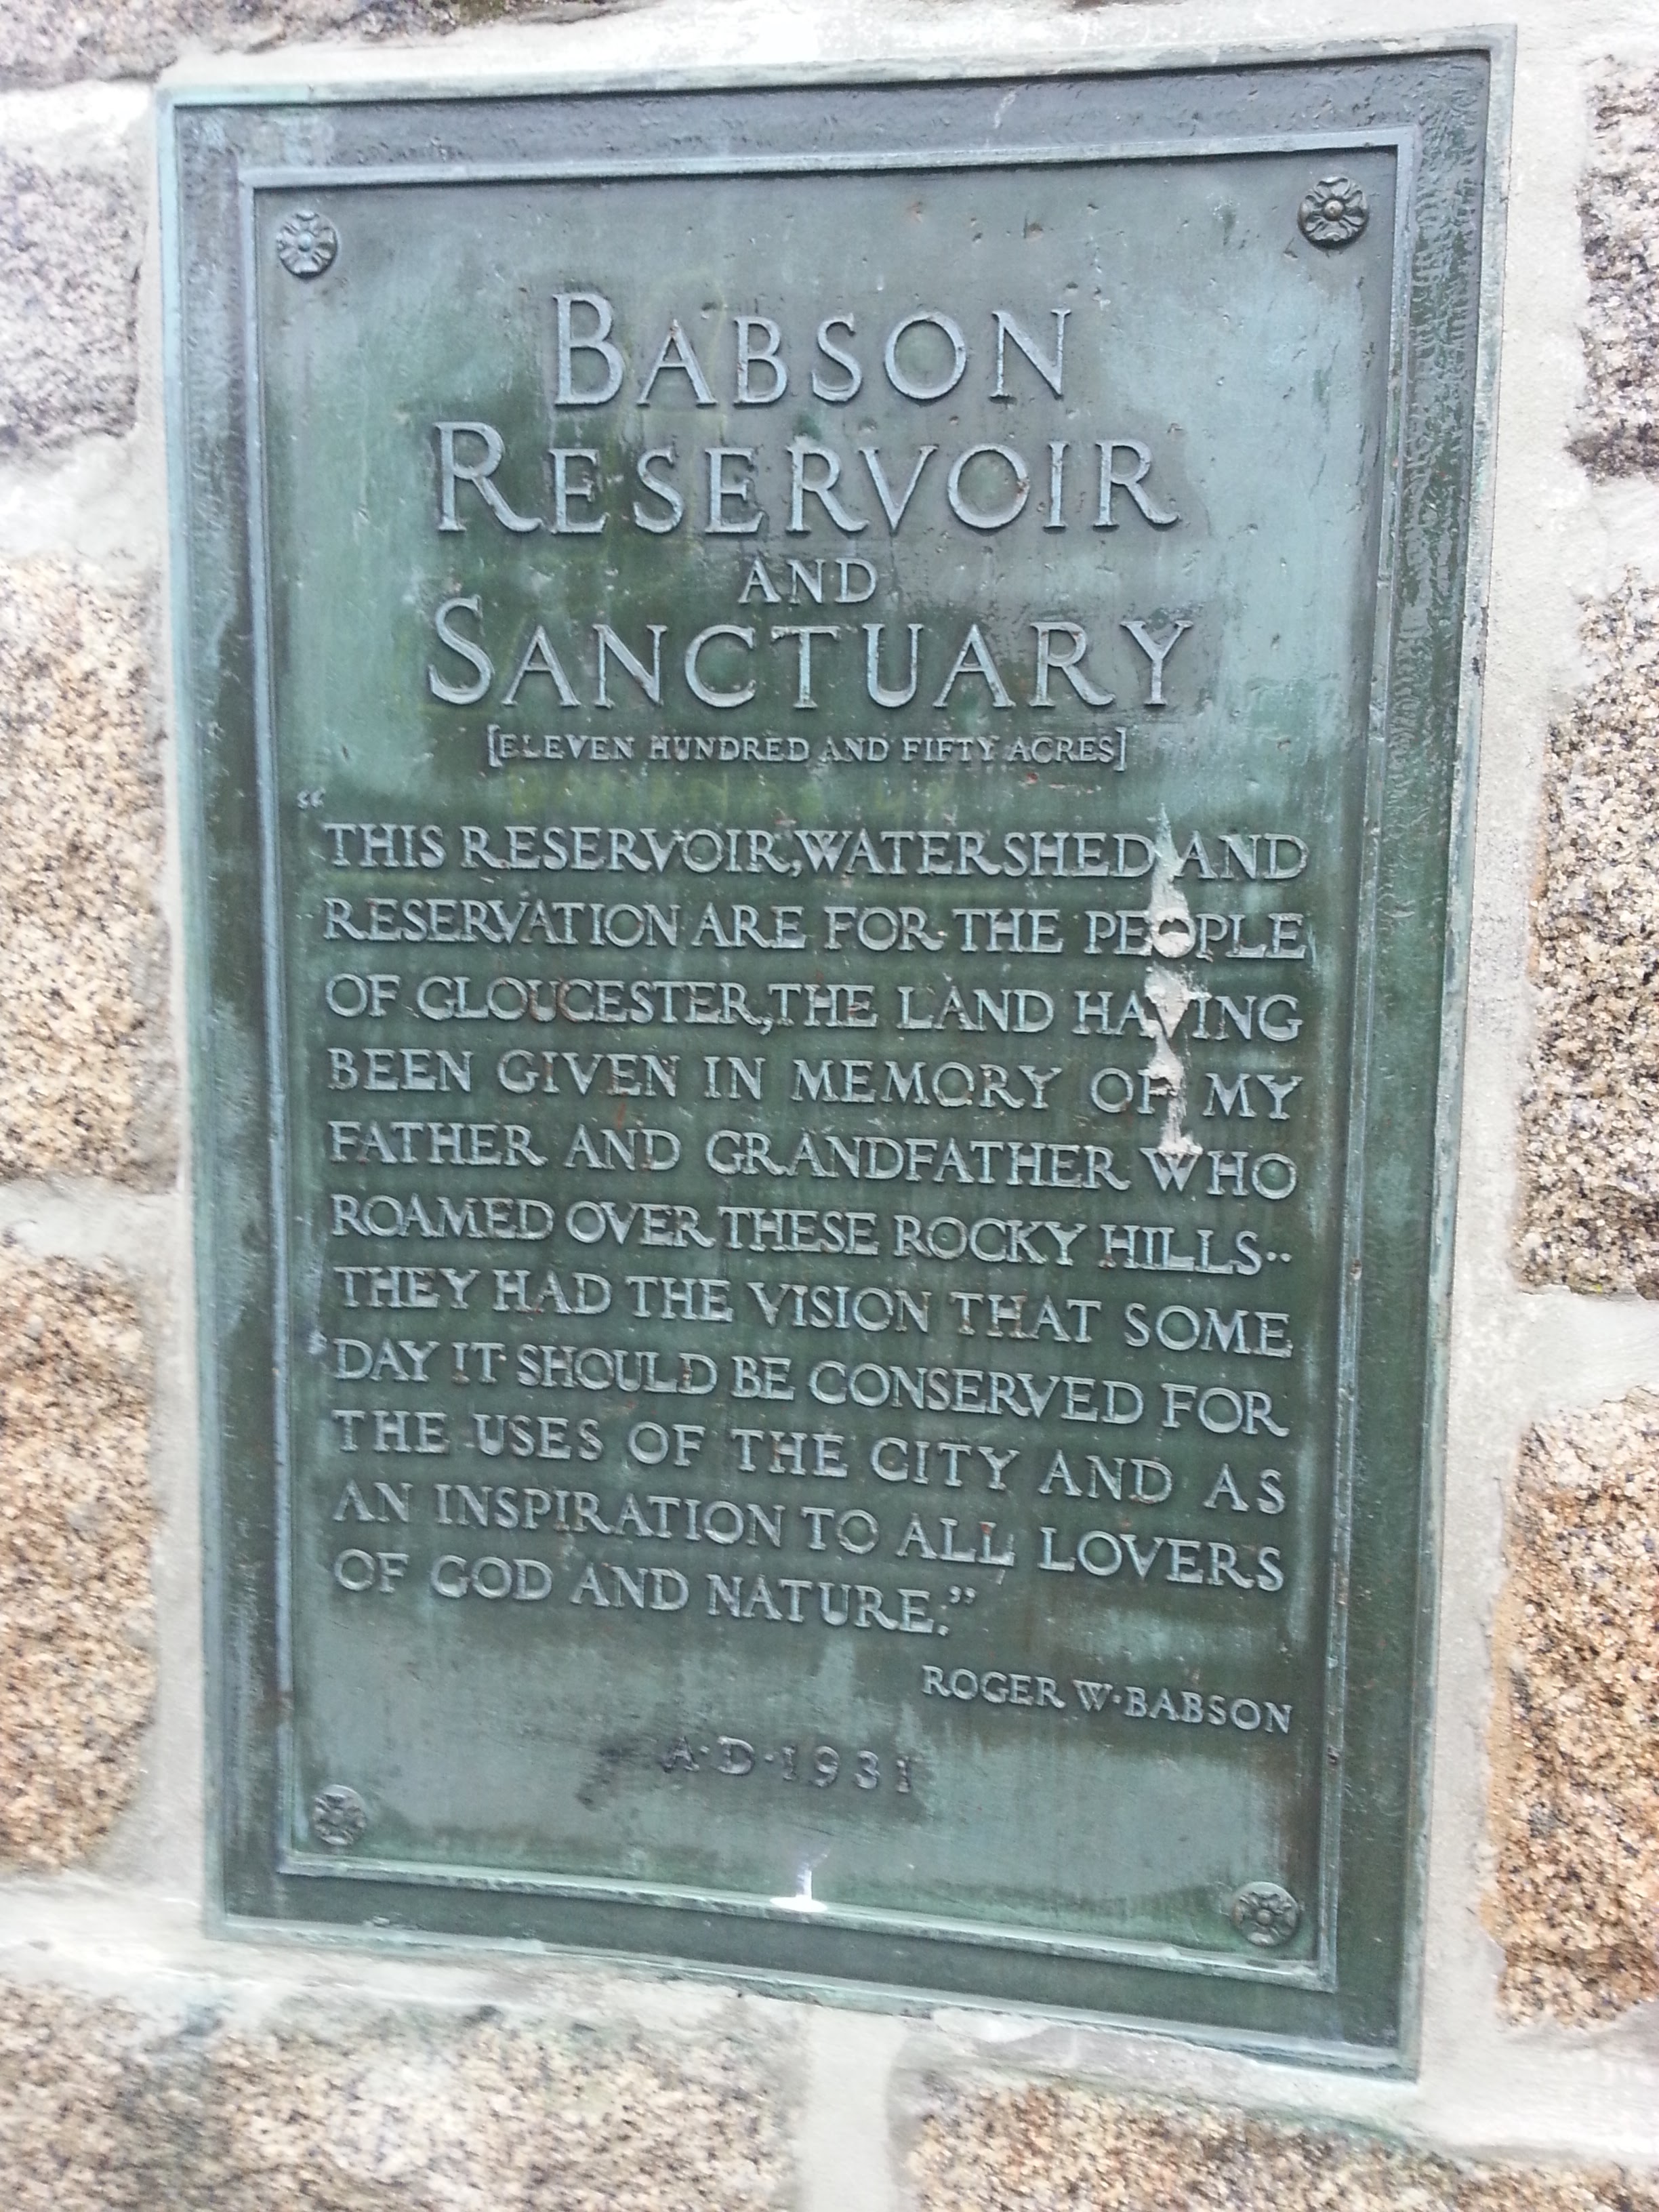 BABSON
RESERVOIR
AND
SANCTUARY
[ELEVEN HUNDRED AND FIFTY ACRES]
“THIS RESERVOIR, WATERSHED AND
RESERVATION ARE FOR THE PEOPLE
OF GLOUCESTER, THE LAND HAVING
BEEN GIVEN IN MEMORY OF MY
FATHER AND GRANDFATHER WHO
ROAMED OVER THESE ROCKY HILLS··
THEY HAD THE VISION THAT SOME
DAY IT SHOULD BE CONSERVED FOR
THE USES OF THE CITY AND AS
AN INSPIRATION TO ALL LOVERS
OF GOD AND NATURE.”
ROGER W·BABSON
A·D·1931